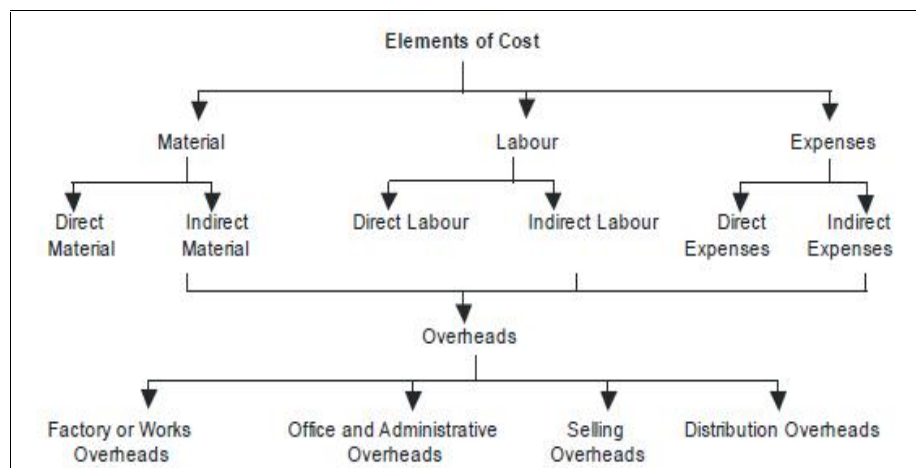 Elements of Cost
Material Labour Expenses
Direct Material
Indirect Material
Direct Labour
Indirect Labour
Direct Expenses
Indirect Expenses
Overheads
Factory or Works Overheads
Office and Administrative Overheads
Selling Overheads
Distribution Overheads